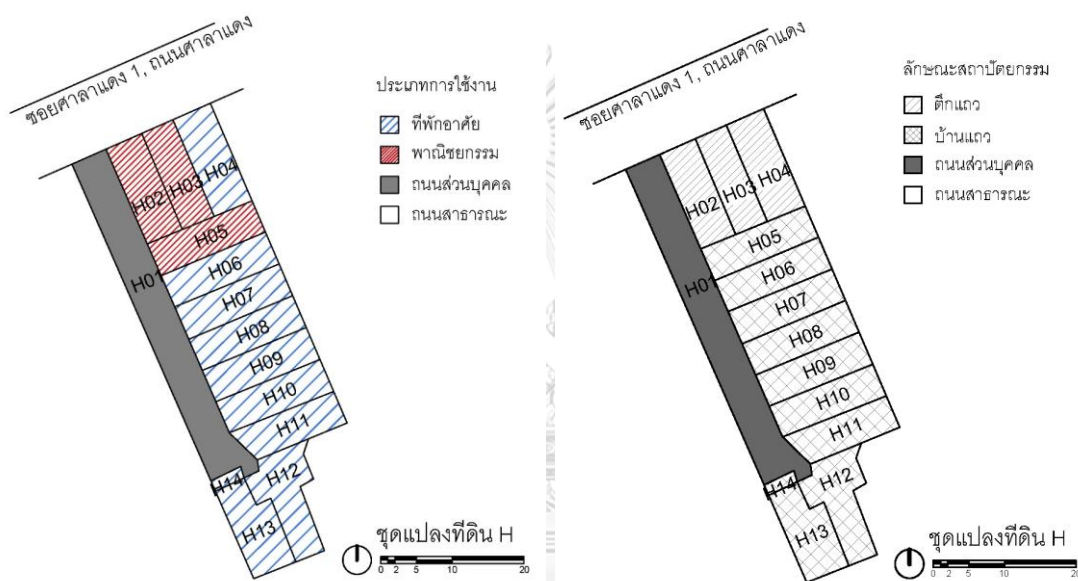 ซอยศาลาแดง 1, ถนนศาลาแดง
ประเภทการใช้งาน
ที่พักอาศัย
พาณิชยกรรม
ถนนส่วนบุคคล
ถนนสาธารณะ
H01
H02
H03
H04
H05
H06
H07
H08
H09
H10
H11
H12
H13
H14
ชุดแปลงที่ดิน H
0 2 5 10 20
ซอยศาลาแดง 1, ถนนศาลาแดง
ลักษณะสถาปัตยกรรม
ตึกแถว
บ้านแถว
ถนนส่วนบุคคล
ถนนสาธารณะ
H01
H02
H03
H04
H05
H06
H07
H08
H09
H10
H11
H12
H13
H14
ชุดแปลงที่ดิน H
0 2 5 10 20